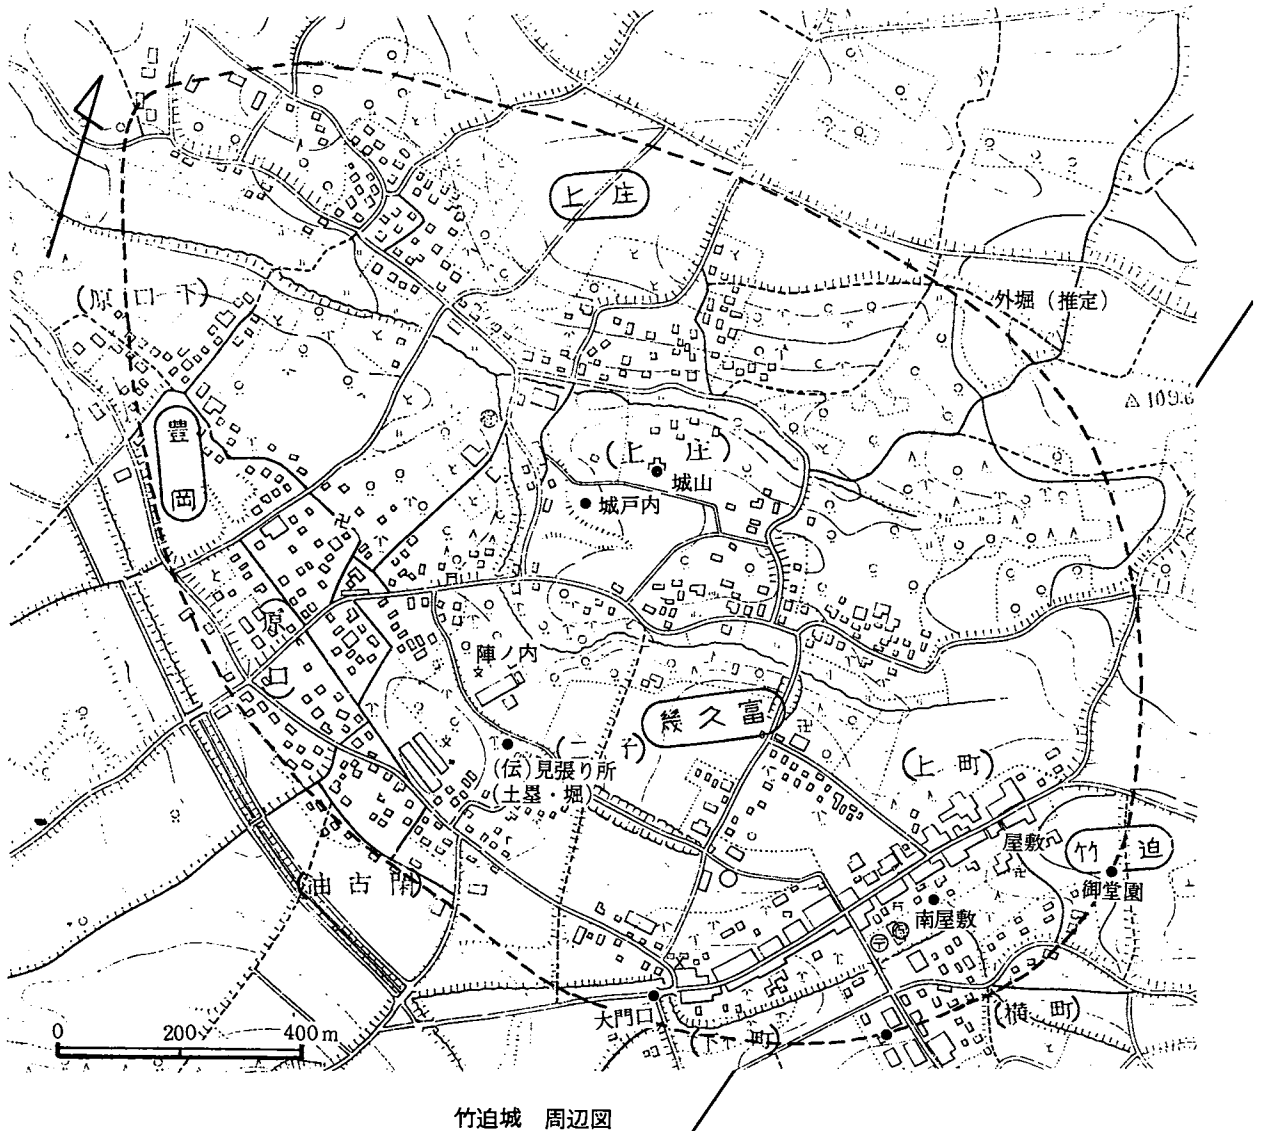 上庄
(原口下)
外堀（推定）
△109.6
豊岡
(上庄)
城山
城戸内
(原口)
陣ノ内
幾久富
(二子)
(伝)見張り所
(土塁・堀)
(上町)
屋敷
竹迫
御堂園
(油古閑)
南屋敷
大門口
(下町)
(横町)
0 200 400m
竹迫城 周辺図